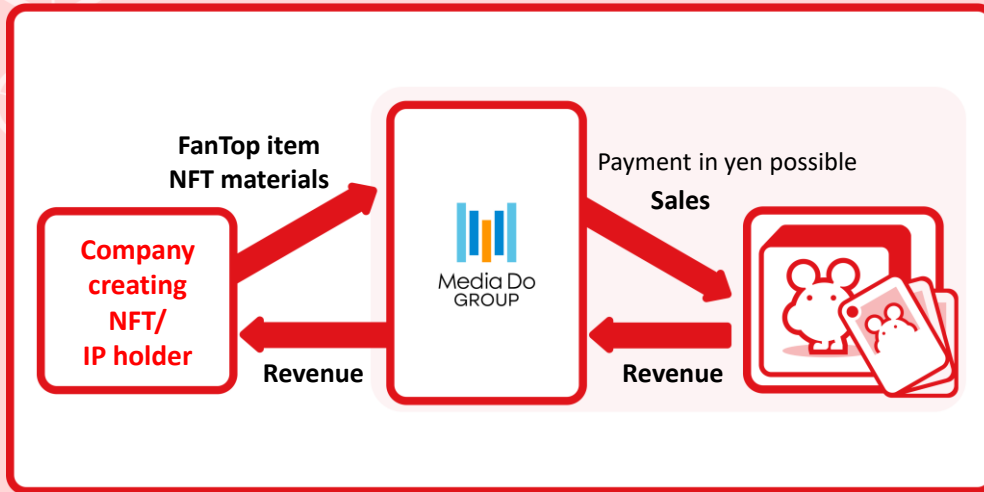 FanTop item
NFT materials
Payment in yen possible
Sales
Company
creating
NFT/
IP holder
Media Do
GROUP
Revenue
Revenue